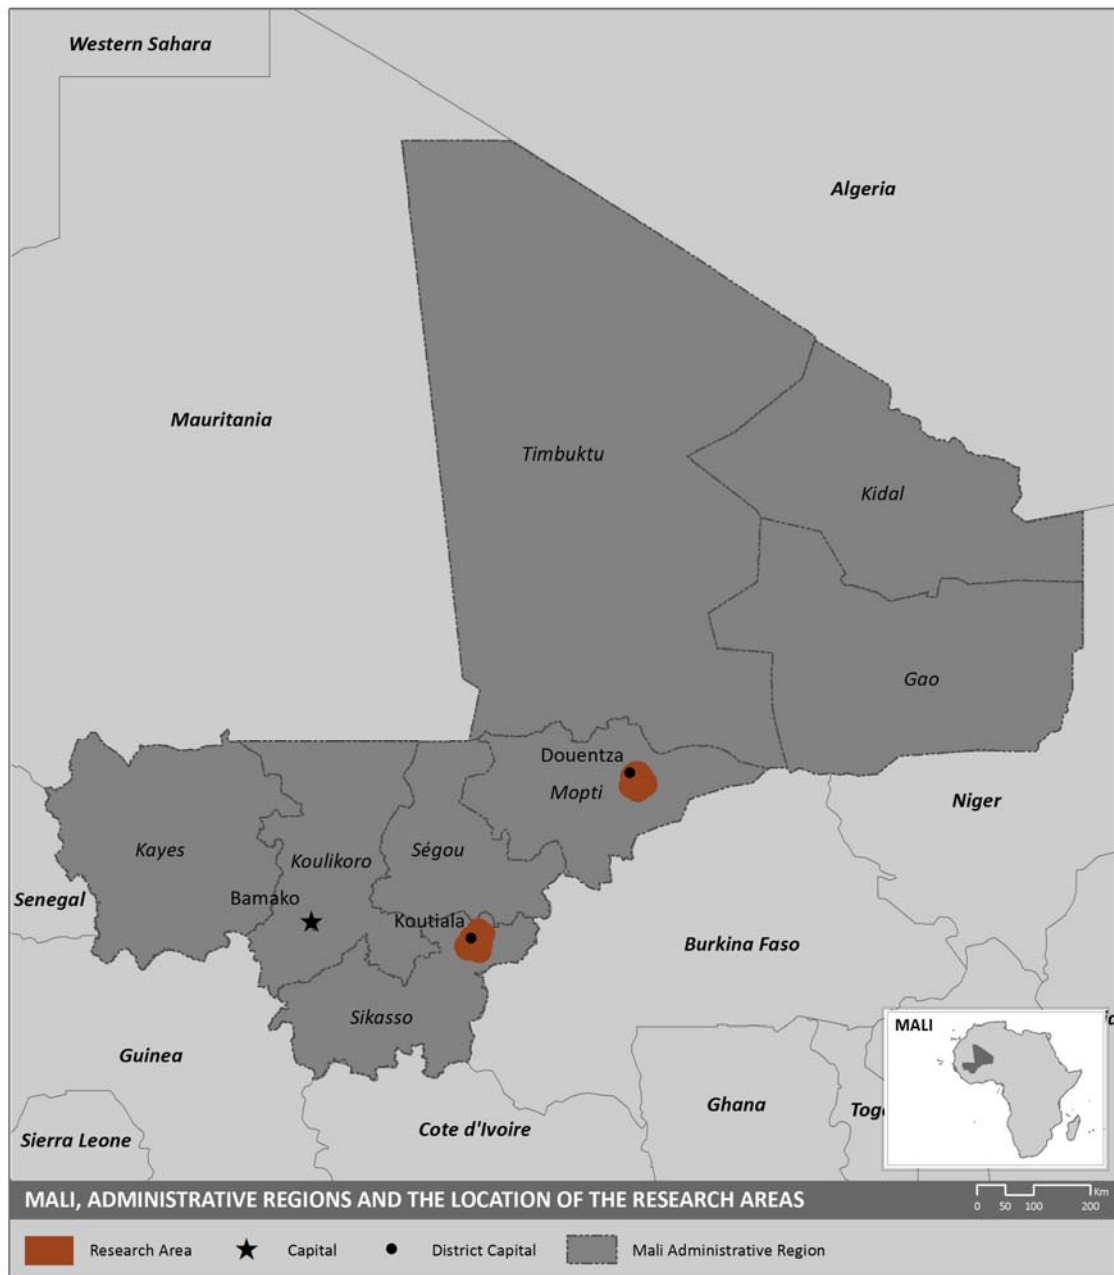 Western Sahara
Algeria
Mauritania
Timbuktu
Kidal
Gao
Douentza
Mopti
Niger
Kayes
Koulikoro
Ségou
Senegal
Bamako
Koutiala
Burkina Faso
Sikasso
MALI
Guinea
Ghana
Cote d'Ivoire
Sierra Leone
MALI, ADMINISTRATIVE REGIONS AND THE LOCATION OF THE RESEARCH AREAS
Km
0 50 100 200
Research Area
Capital
District Capital
Mali Administrative Region